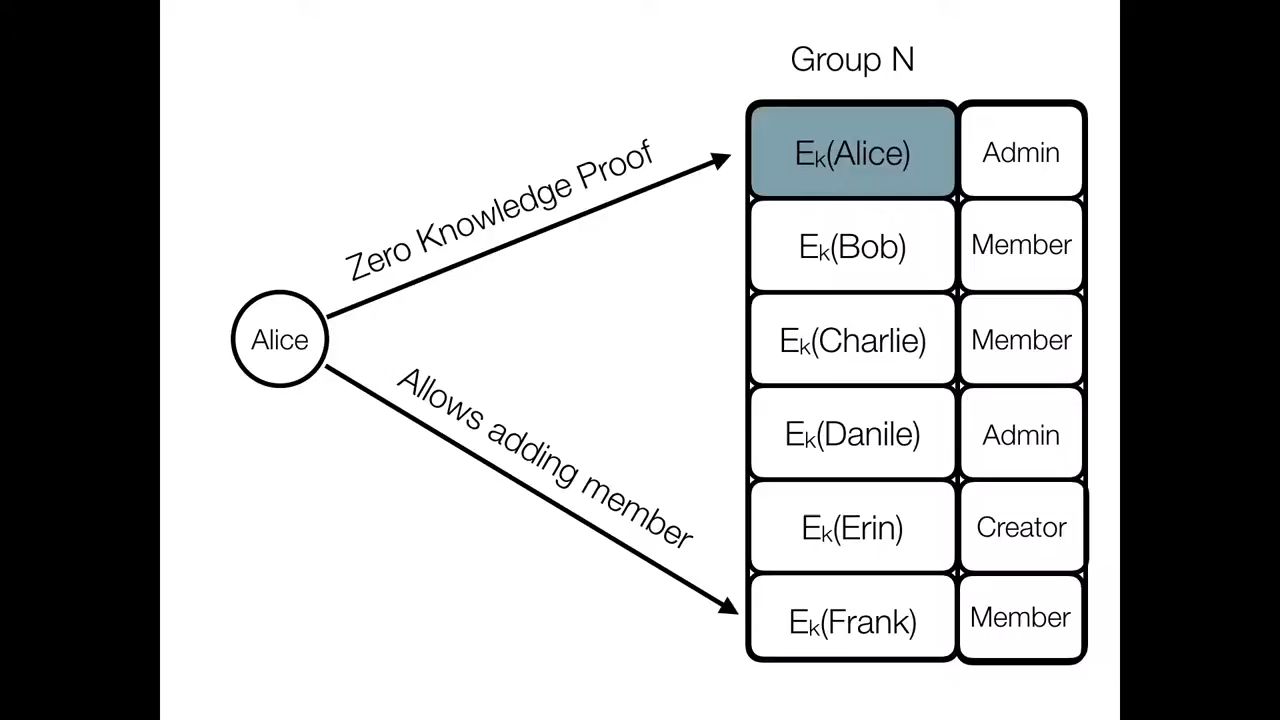 Group N
Zero Knowledge Proof
Alice
Allows adding member
Eₖ(Alice) Admin
Eₖ(Bob) Member
Eₖ(Charlie) Member
Eₖ(Danile) Admin
Eₖ(Erin) Creator
Eₖ(Frank) Member